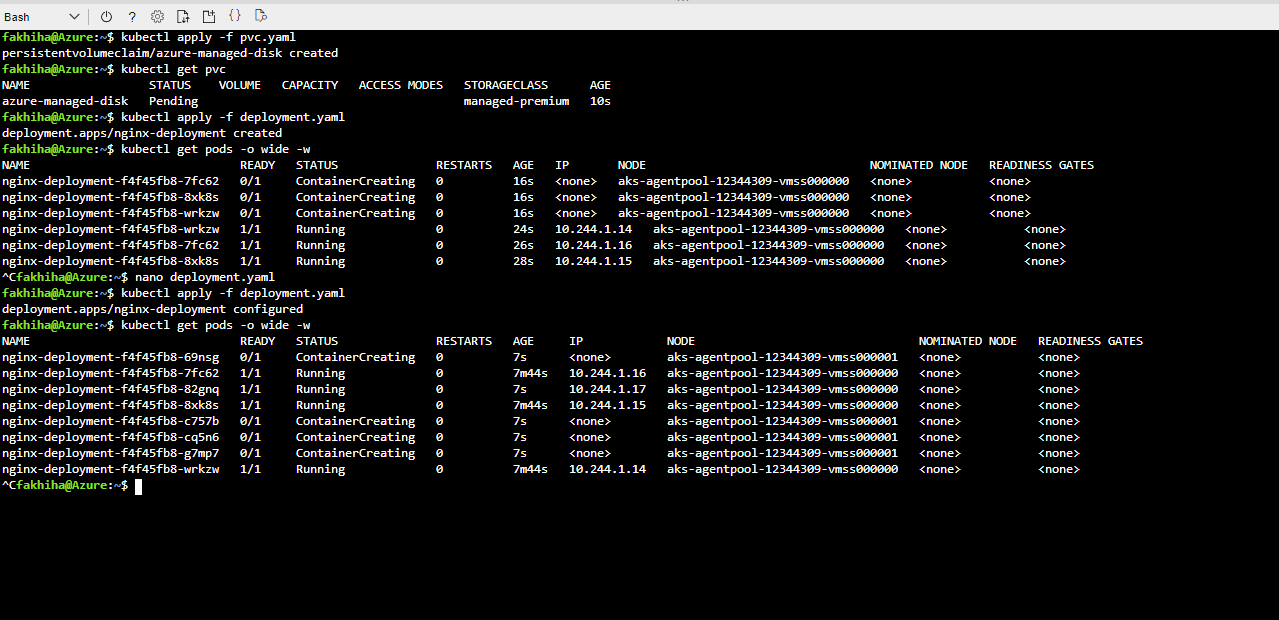 Bash
fakhiha@Azure:~$ kubectl apply -f pvc.yaml
persistentvolumeclaim/azure-managed-disk created
fakhiha@Azure:~$ kubectl get pvc
NAME STATUS VOLUME CAPACITY ACCESS MODES STORAGECLASS AGE
azure-managed-disk Pending managed-premium 10s
fakhiha@Azure:~$ kubectl apply -f deployment.yaml
deployment.apps/nginx-deployment created
fakhiha@Azure:~$ kubectl get pods -o wide -w
NAME READY STATUS RESTARTS AGE IP NODE NOMINATED NODE READINESS GATES
nginx-deployment-f4f45fb8-7fc62 0/1 ContainerCreating 0 16s <none> aks-agentpool-12344309-vmss000000 <none> <none>
nginx-deployment-f4f45fb8-8xk8s 0/1 ContainerCreating 0 16s <none> aks-agentpool-12344309-vmss000000 <none> <none>
nginx-deployment-f4f45fb8-wrkzw 0/1 ContainerCreating 0 16s <none> aks-agentpool-12344309-vmss000000 <none> <none>
nginx-deployment-f4f45fb8-wrkzw 1/1 Running 0 24s 10.244.1.14 aks-agentpool-12344309-vmss000000 <none> <none>
nginx-deployment-f4f45fb8-7fc62 1/1 Running 0 26s 10.244.1.16 aks-agentpool-12344309-vmss000000 <none> <none>
nginx-deployment-f4f45fb8-8xk8s 1/1 Running 0 28s 10.244.1.15 aks-agentpool-12344309-vmss000000 <none> <none>
^Cfakhiha@Azure:~$ nano deployment.yaml
fakhiha@Azure:~$ kubectl apply -f deployment.yaml
deployment.apps/nginx-deployment configured
fakhiha@Azure:~$ kubectl get pods -o wide -w
NAME READY STATUS RESTARTS AGE IP NODE NOMINATED NODE READINESS GATES
nginx-deployment-f4f45fb8-69nsg 0/1 ContainerCreating 0 7s <none> aks-agentpool-12344309-vmss000001 <none> <none>
nginx-deployment-f4f45fb8-7fc62 1/1 Running 0 7m44s 10.244.1.16 aks-agentpool-12344309-vmss000000 <none> <none>
nginx-deployment-f4f45fb8-82gnq 1/1 Running 0 7s 10.244.1.17 aks-agentpool-12344309-vmss000000 <none> <none>
nginx-deployment-f4f45fb8-8xk8s 1/1 Running 0 7m44s 10.244.1.15 aks-agentpool-12344309-vmss000000 <none> <none>
nginx-deployment-f4f45fb8-c757b 0/1 ContainerCreating 0 7s <none> aks-agentpool-12344309-vmss000001 <none> <none>
nginx-deployment-f4f45fb8-cq5n6 0/1 ContainerCreating 0 7s <none> aks-agentpool-12344309-vmss000001 <none> <none>
nginx-deployment-f4f45fb8-g7mp7 0/1 ContainerCreating 0 7s <none> aks-agentpool-12344309-vmss000001 <none> <none>
nginx-deployment-f4f45fb8-wrkzw 1/1 Running 0 7m44s 10.244.1.14 aks-agentpool-12344309-vmss000000 <none> <none>
^Cfakhiha@Azure:~$